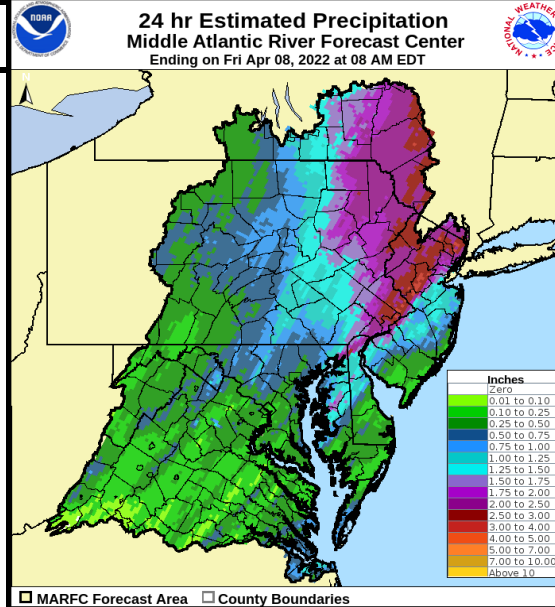 NOAA
24 hr Estimated Precipitation
Middle Atlantic River Forecast Center
Ending on Fri Apr 08, 2022 at 08 AM EDT
NATIONAL WEATHER
N
Inches
Zero
0.01 to 0.10
0.10 to 0.25
0.25 to 0.50
0.50 to 0.75
0.75 to 1.00
1.00 to 1.25
1.25 to 1.50
1.50 to 1.75
1.75 to 2.00
2.00 to 2.50
2.50 to 3.00
3.00 to 4.00
4.00 to 5.00
5.00 to 7.00
7.00 to 10.00
Above 10
MARFC Forecast Area County Boundaries